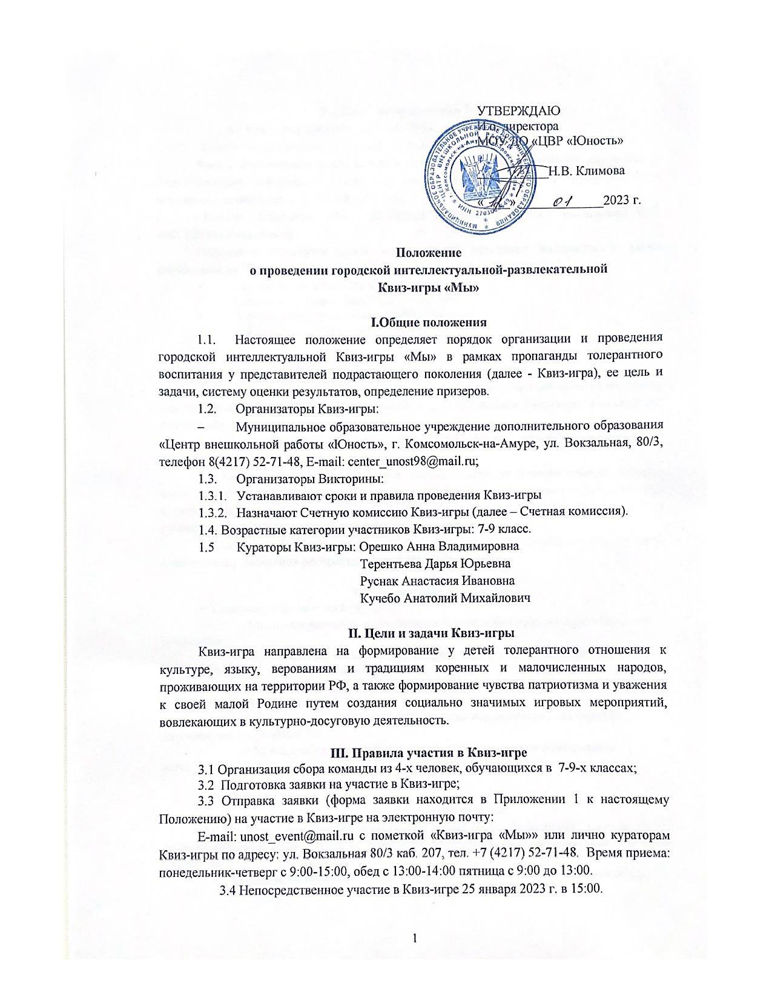 УТВЕРЖДАЮ
И.о. директора
МОУ ДО «ЦВР «Юность»
Н.В. Климова
« » 01 2023 г.
Положение
о проведении городской интеллектуальной-развлекательной
Квиз-игры «Мы»
I.Общие положения
1.1. Настоящее положение определяет порядок организации и проведения
городской интеллектуальной Квиз-игры «Мы» в рамках пропаганды толерантного
воспитания у представителей подрастающего поколения (далее - Квиз-игра), ее цель и
задачи, систему оценки результатов, определение призеров.
1.2. Организаторы Квиз-игры:
– Муниципальное образовательное учреждение дополнительного образования
«Центр внешкольной работы «Юность», г. Комсомольск-на-Амуре, ул. Вокзальная, 80/3,
телефон 8(4217) 52-71-48, E-mail: center_unost98@mail.ru;
1.3. Организаторы Викторины:
1.3.1. Устанавливают сроки и правила проведения Квиз-игры
1.3.2. Назначают Счетную комиссию Квиз-игры (далее – Счетная комиссия).
1.4. Возрастные категории участников Квиз-игры: 7-9 класс.
1.5 Кураторы Квиз-игры: Орешко Анна Владимировна
Терентьева Дарья Юрьевна
Руснак Анастасия Ивановна
Кучебо Анатолий Михайлович
II. Цели и задачи Квиз-игры
Квиз-игра направлена на формирование у детей толерантного отношения к
культуре, языку, верованиям и традициям коренных и малочисленных народов,
проживающих на территории РФ, а также формирование чувства патриотизма и уважения
к своей малой Родине путем создания социально значимых игровых мероприятий,
вовлекающих в культурно-досуговую деятельность.
III. Правила участия в Квиз-игре
3.1 Организация сбора команды из 4-х человек, обучающихся в 7-9-х классах;
3.2 Подготовка заявки на участие в Квиз-игре;
3.3 Отправка заявки (форма заявки находится в Приложении 1 к настоящему
Положению) на участие в Квиз-игре на электронную почту:
E-mail: unost_event@mail.ru с пометкой «Квиз-игра «Мы»» или лично кураторам
Квиз-игры по адресу: ул. Вокзальная 80/3 каб. 207, тел. +7 (4217) 52-71-48. Время приема:
понедельник-четверг с 9:00-15:00, обед с 13:00-14:00 пятница с 9:00 до 13:00.
3.4 Непосредственное участие в Квиз-игре 25 января 2023 г. в 15:00.
1